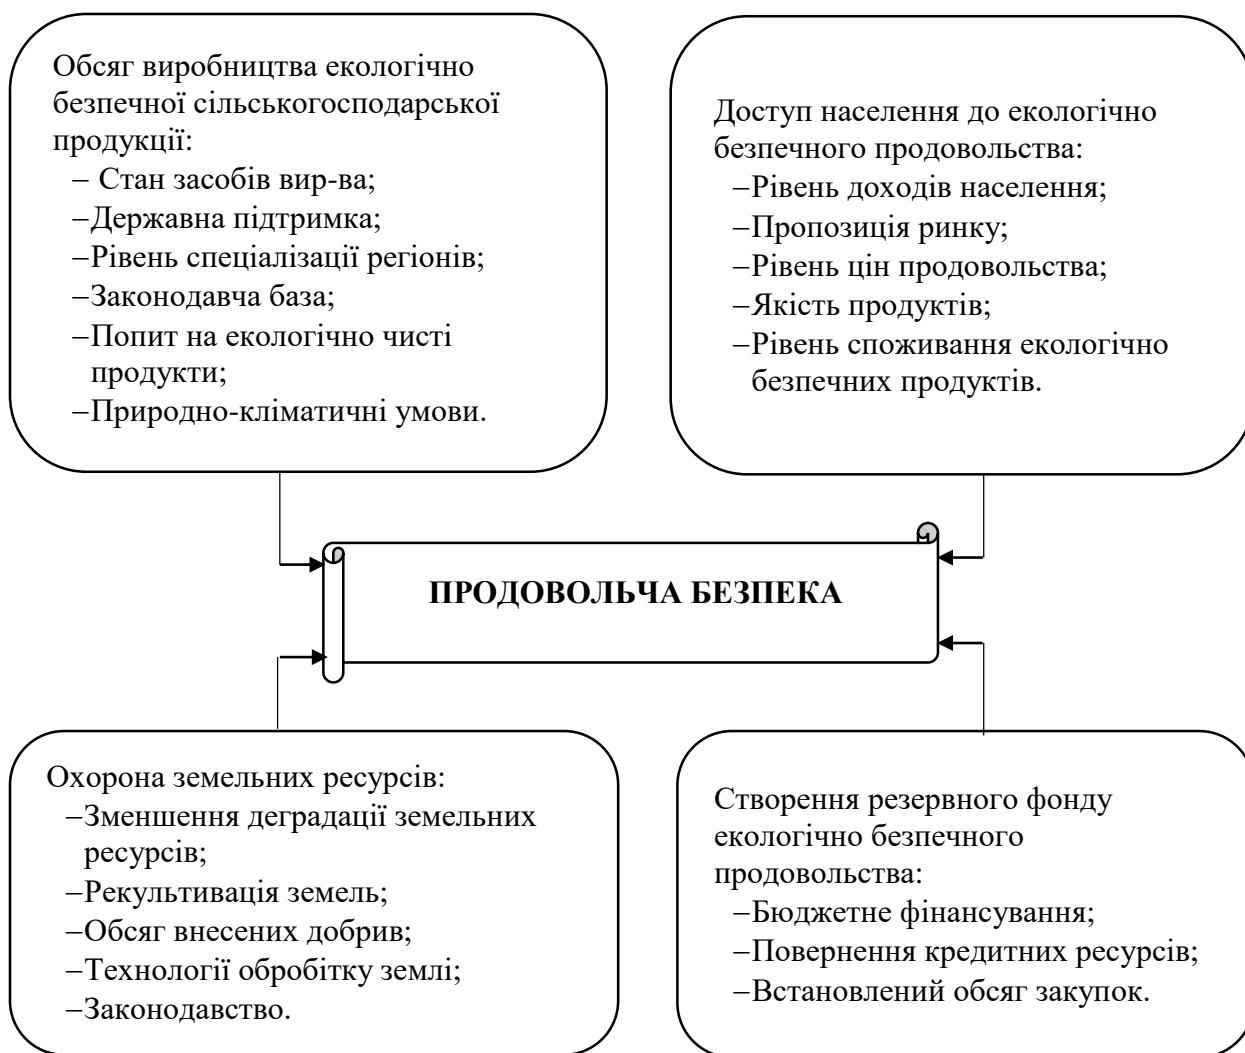 Обсяг виробництва екологічно
безпечної сільськогосподарської
продукції:
– Стан засобів вир-ва;
–Державна підтримка;
–Рівень спеціалізації регіонів;
–Законодавча база;
–Попит на екологічно чисті
продукти;
–Природно-кліматичні умови.
Доступ населення до екологічно
безпечного продовольства:
–Рівень доходів населення;
–Пропозиція ринку;
–Рівень цін продовольства;
–Якість продуктів;
–Рівень споживання екологічно
безпечних продуктів.
ПРОДОВОЛЬЧА БЕЗПЕКА
Охорона земельних ресурсів:
–Зменшення деградації земельних
ресурсів;
–Рекультивація земель;
–Обсяг внесених добрив;
–Технології обробітку землі;
–Законодавство.
Створення резервного фонду
екологічно безпечного
продовольства:
–Бюджетне фінансування;
–Повернення кредитних ресурсів;
–Встановлений обсяг закупок.